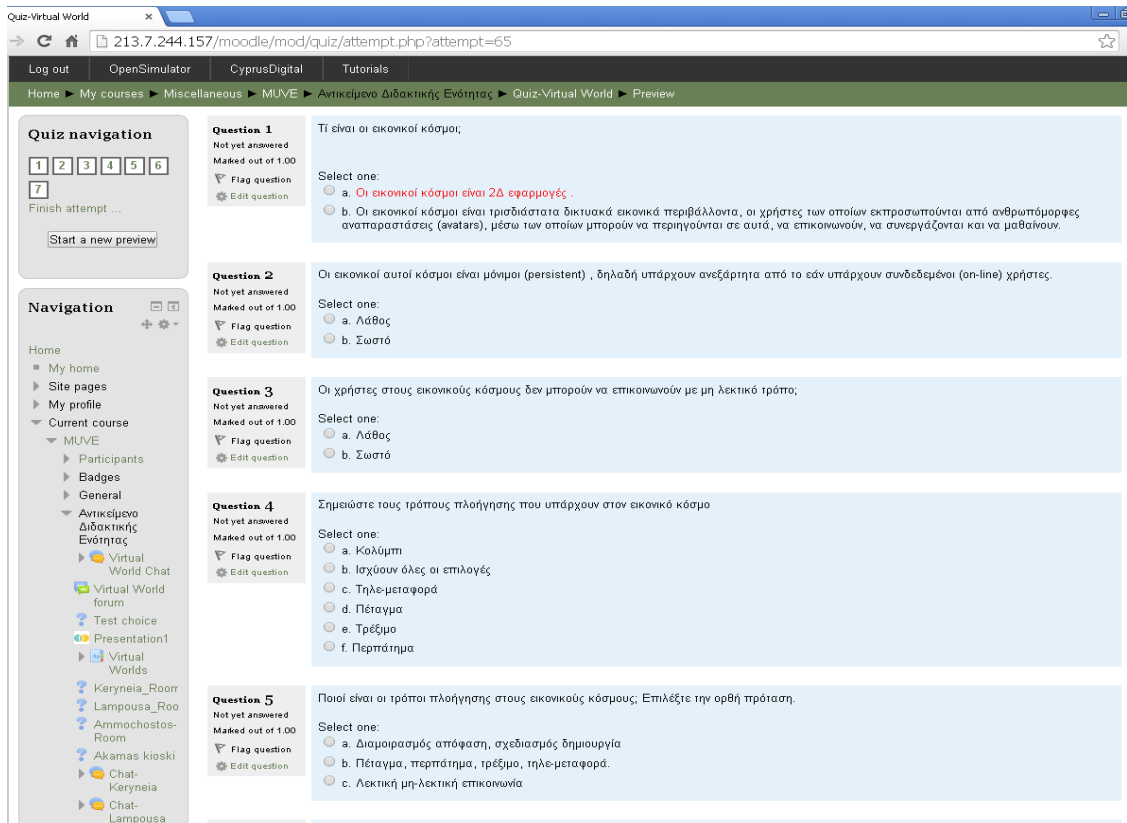 Quiz-Virtual World
213.7.244.157/moodle/mod/quiz/attempt.php?attempt=65
Log out OpenSimulator CyprusDigital Tutorials
Home ► My courses ► Miscellaneous ► MUVE ► Αντικείμενο Διδακτικής Ενότητας ► Quiz-Virtual World ► Preview
Quiz navigation
1 2 3 4 5 6
7
Finish attempt ...
Start a new preview
Navigation
Home
My home
Site pages
My profile
Current course
MUVE
Participants
Badges
General
Αντικείμενο
Διδακτικής
Ενότητας
Virtual
World Chat
Virtual World
forum
Test choice
Presentation1
Virtual
Worlds
Keryneia_Room
Lampousa_Roo
Ammochostos-
Room
Akamas kioski
Chat-
Keryneia
Chat-
Lampousa
Question 1
Not yet answered
Marked out of 1.00
Flag question
Edit question
Τί είναι οι εικονικοί κόσμοι;
Select one:
a. Οι εικονικοί κόσμοι είναι 2Δ εφαρμογές .
b. Οι εικονικοί κόσμοι είναι τρισδιάστατα δικτυακά εικονικά περιβάλλοντα, οι χρήστες των οποίων εκπροσωπούνται από ανθρωπόμορφες
αναπαραστάσεις (avatars), μέσω των οποίων μπορούν να περιηγούνται σε αυτά, να επικοινωνούν, να συνεργάζονται και να μαθαίνουν.
Question 2
Not yet answered
Marked out of 1.00
Flag question
Edit question
Οι εικονικοί αυτοί κόσμοι είναι μόνιμοι (persistent) , δηλαδή υπάρχουν ανεξάρτητα από το εάν υπάρχουν συνδεδεμένοι (on-line) χρήστες.
Select one:
a. Λάθος
b. Σωστό
Question 3
Not yet answered
Marked out of 1.00
Flag question
Edit question
Οι χρήστες στους εικονικούς κόσμους δεν μπορούν να επικοινωνούν με μη λεκτικό τρόπο;
Select one:
a. Λάθος
b. Σωστό
Question 4
Not yet answered
Marked out of 1.00
Flag question
Edit question
Σημειώστε τους τρόπους πλοήγησης που υπάρχουν στον εικονικό κόσμο
Select one:
a. Κολύμπι
b. Ισχύουν όλες οι επιλογές
c. Τηλε-μεταφορά
d. Πέταγμα
e. Τρέξιμο
f. Περπάτημα
Question 5
Not yet answered
Marked out of 1.00
Flag question
Edit question
Ποιοί είναι οι τρόποι πλοήγησης στους εικονικούς κόσμους; Επιλέξτε την ορθή πρόταση.
Select one:
a. Διαμοιρασμός απόφαση, σχεδιασμός δημιουργία
b. Πέταγμα, περπάτημα, τρέξιμο, τηλε-μεταφορά.
c. Λεκτική μη-λεκτική επικοινωνία